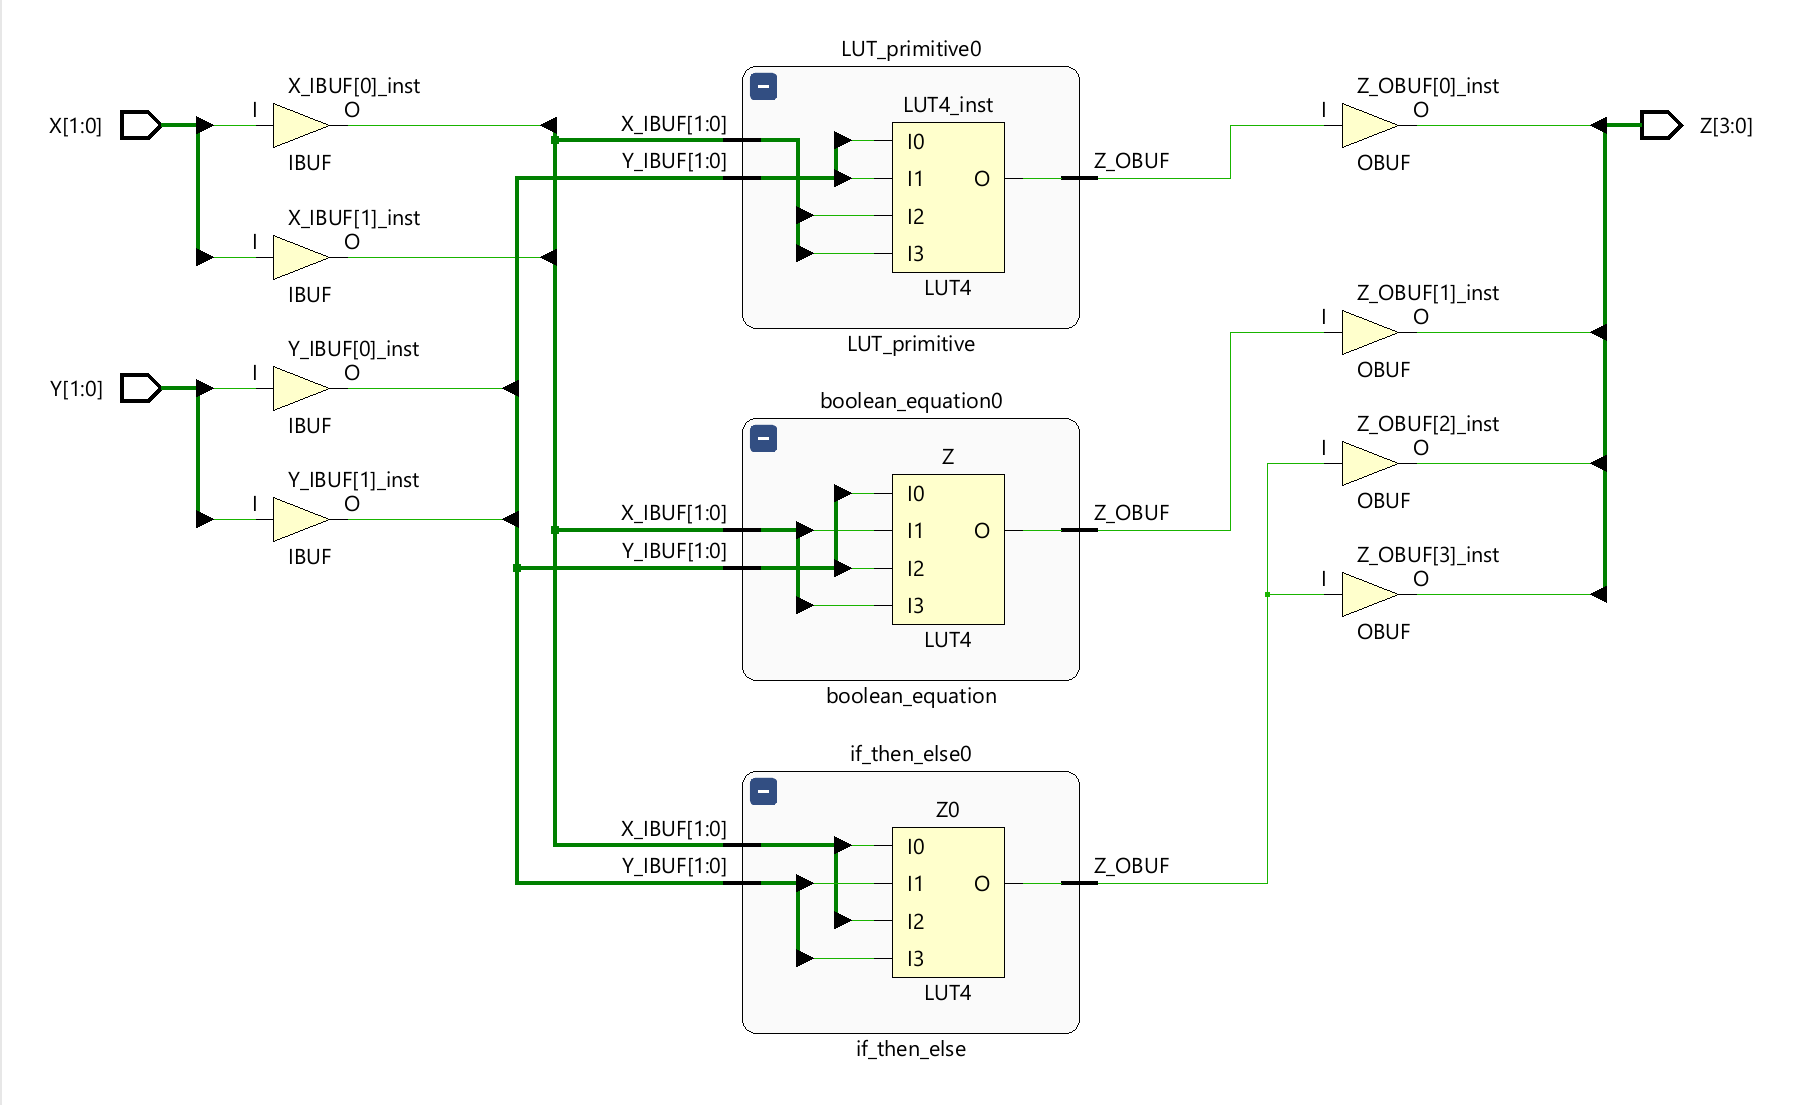 X[1:0]
X_IBUF[0]_inst
I
O
IBUF
X_IBUF[1]_inst
I
O
IBUF
Y[1:0]
Y_IBUF[0]_inst
I
O
IBUF
Y_IBUF[1]_inst
I
O
IBUF
LUT_primitive0
X_IBUF[1:0]
Y_IBUF[1:0]
LUT4_inst
I0
I1
I2
I3
O
LUT4
Z_OBUF
LUT_primitive
boolean_equation0
X_IBUF[1:0]
Y_IBUF[1:0]
Z
I0
I1
I2
I3
O
LUT4
Z_OBUF
boolean_equation
if_then_else0
X_IBUF[1:0]
Y_IBUF[1:0]
Z0
I0
I1
I2
I3
O
LUT4
Z_OBUF
if_then_else
Z_OBUF[0]_inst
I
O
OBUF
Z_OBUF[1]_inst
I
O
OBUF
Z_OBUF[2]_inst
I
O
OBUF
Z_OBUF[3]_inst
I
O
OBUF
Z[3:0]